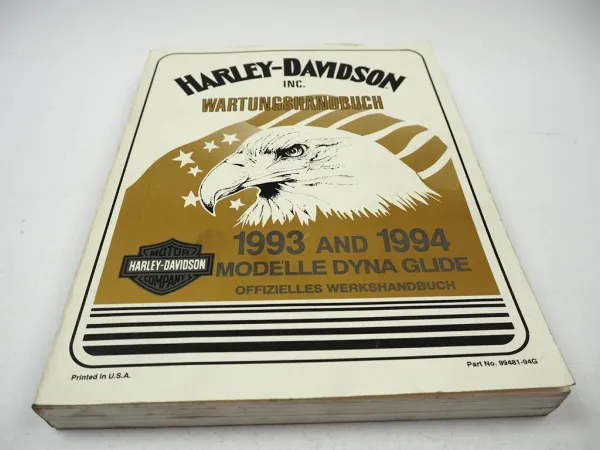 HARLEY-DAVIDSON
INC.
WARTUNGSHANDBUCH
1993 AND 1994
MODELLE DYNA GLIDE
OFFIZIELLES WERKSHANDBUCH
MOTOR
HARLEY-DAVIDSON
COMPANY
Printed in U.S.A.
Part No. 99481-94G